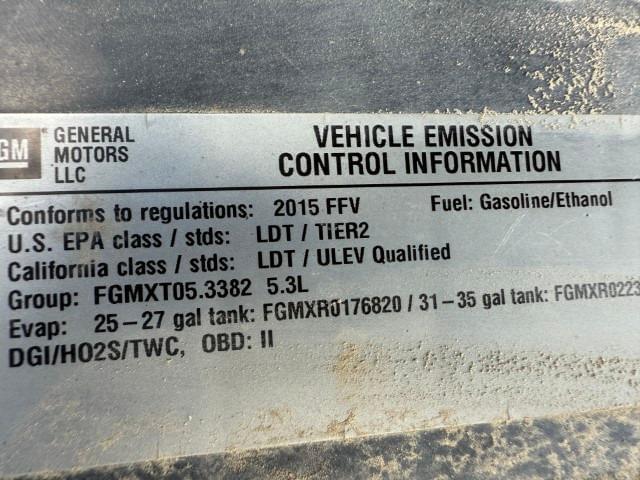 GM
GENERAL
MOTORS
LLC
VEHICLE EMISSION
CONTROL INFORMATION
Conforms to regulations: 2015 FFV Fuel: Gasoline/Ethanol
U.S. EPA class / stds: LDT / TIER2
California class / stds: LDT / ULEV Qualified
Group: FGMXT05.3382 5.3L
Evap: 25–27 gal tank: FGMXR0176820 / 31–35 gal tank: FGMXR0223
DGI/HO2S/TWC, OBD: II